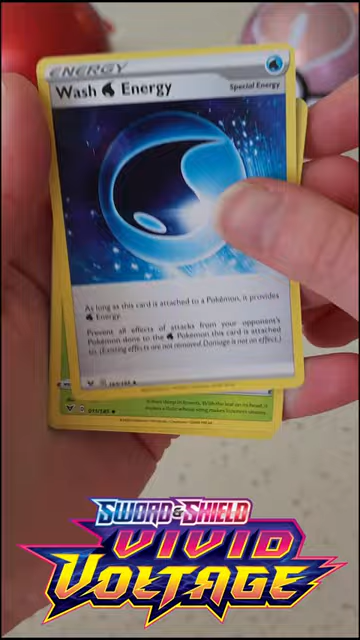 ENERGY
Wash Energy
Special Energy
As long as this card is attached to a Pokémon, it provides
Energy.
Prevent all effects of attacks from your opponent's
Pokémon done to the Pokémon this card is attached
to. (Existing effects are not removed. Damage is not an effect.)
165/185
SWORD & SHIELD
VIVID
VOLTAGE